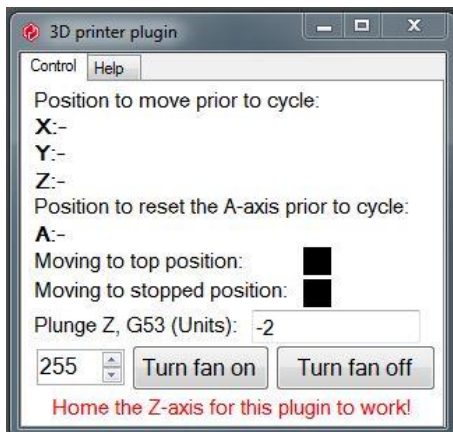 3D printer plugin
Control Help
Position to move prior to cycle:
X:-
Y:-
Z:-
Position to reset the A-axis prior to cycle:
A:-
Moving to top position:
Moving to stopped position:
Plunge Z, G53 (Units): -2
255 Turn fan on Turn fan off
Home the Z-axis for this plugin to work!